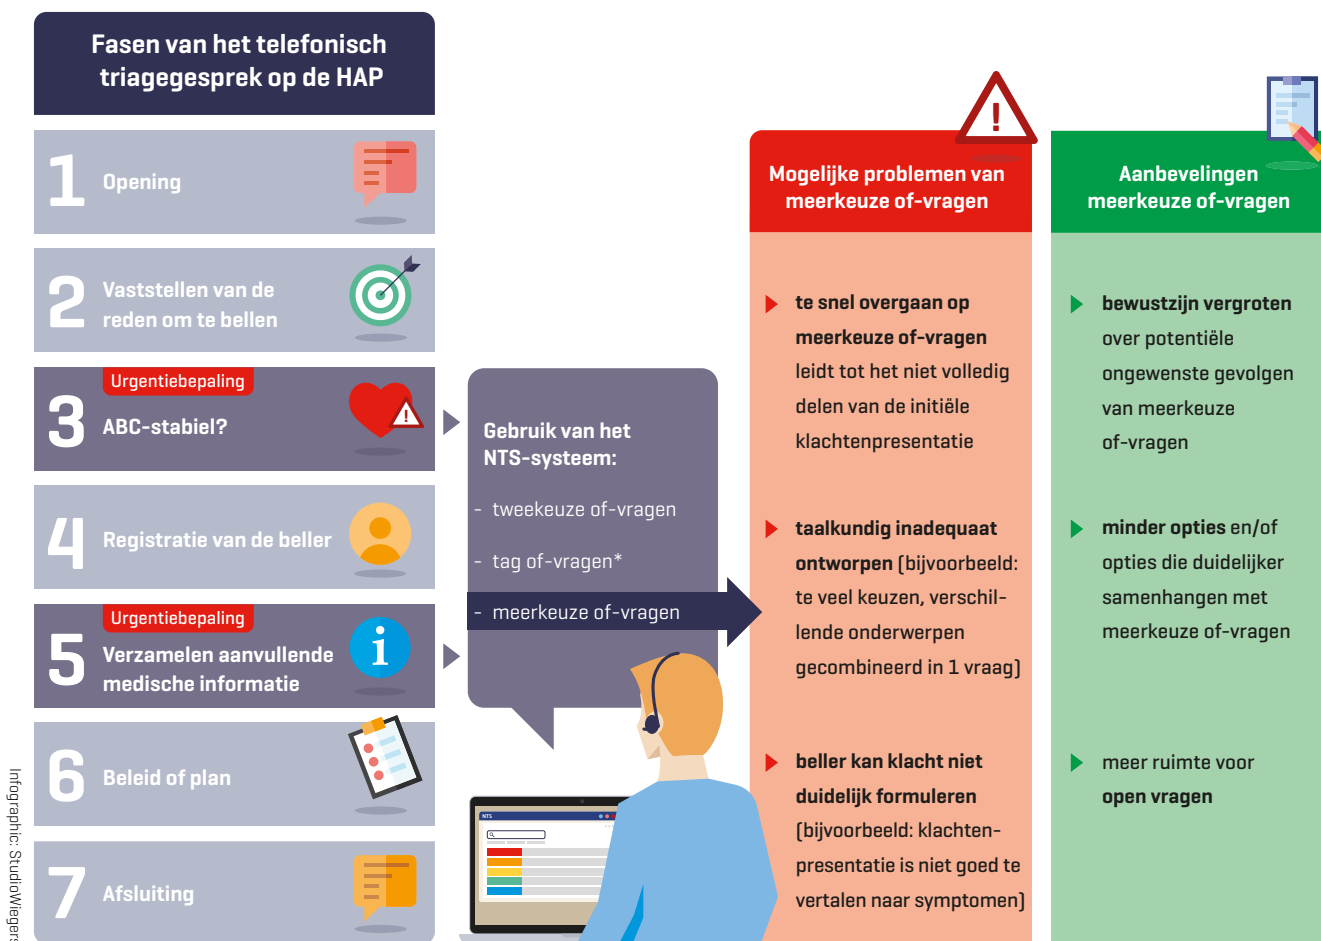 Fasen van het telefonisch
triagegesprek op de HAP
1
Opening
2
Vaststellen van de
reden om te bellen
Urgentiebepaling
3
ABC-stabiel?
4
Registratie van de beller
Urgentiebepaling
5
Verzamelen aanvullende
medische informatie
i
6
Beleid of plan
7
Afsluiting
Gebruik van het
NTS-systeem:
- tweekeuze of-vragen
- tag of-vragen*
- meerkeuze of-vragen
NTS
!
!
Mogelijke problemen van
meerkeuze of-vragen
te snel overgaan op
meerkeuze of-vragen
leidt tot het niet volledig
delen van de initiële
klachtenpresentatie
taalkundig inadequaat
ontworpen (bijvoorbeeld:
te veel keuzen, verschil-
lende onderwerpen
gecombineerd in 1 vraag)
beller kan klacht niet
duidelijk formuleren
(bijvoorbeeld: klachten-
presentatie is niet goed te
vertalen naar symptomen)
Aanbevelingen
meerkeuze of-vragen
bewustzijn vergroten
over potentiële
ongewenste gevolgen
van meerkeuze
of-vragen
minder opties en/of
opties die duidelijker
samenhangen met
meerkeuze of-vragen
meer ruimte voor
open vragen
Infographic: StudioWiegers